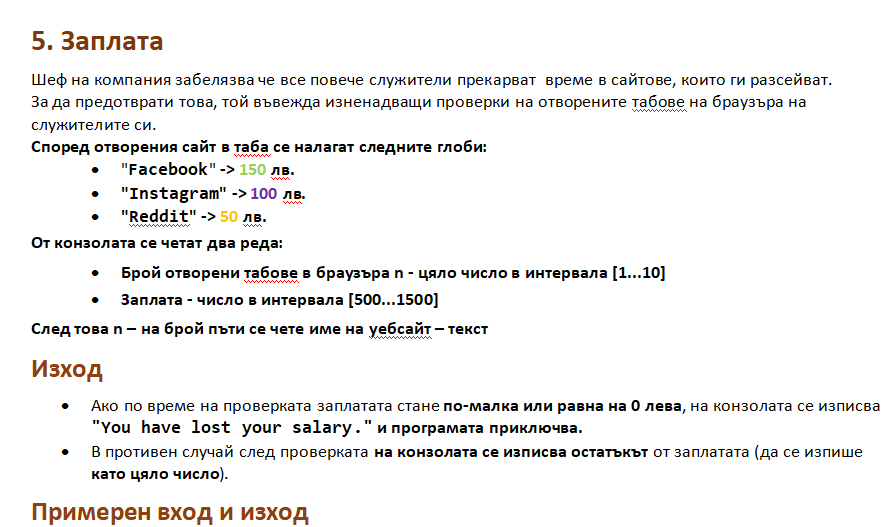 5. Заплата
Шеф на компания забелязва че все повече служители прекарват време в сайтове, които ги разсейват.
За да предотврати това, той въвежда изненадващи проверки на отворените табове на браузъра на
служителите си.
Според отворения сайт в таба се налагат следните глоби:
• "Facebook" -> 150 лв.
• "Instagram" -> 100 лв.
• "Reddit" -> 50 лв.
От конзолата се четат два реда:
• Брой отворени табове в браузъра n - цяло число в интервала [1...10]
• Заплата - число в интервала [500...1500]
След това n – на брой пъти се чете име на уебсайт – текст
Изход
• Ако по време на проверката заплатата стане по-малка или равна на 0 лева, на конзолата се изписва
"You have lost your salary." и програмата приключва.
• В противен случай след проверката на конзолата се изписва остатъкът от заплатата (да се изпише
като цяло число).
Примерен вход и изход